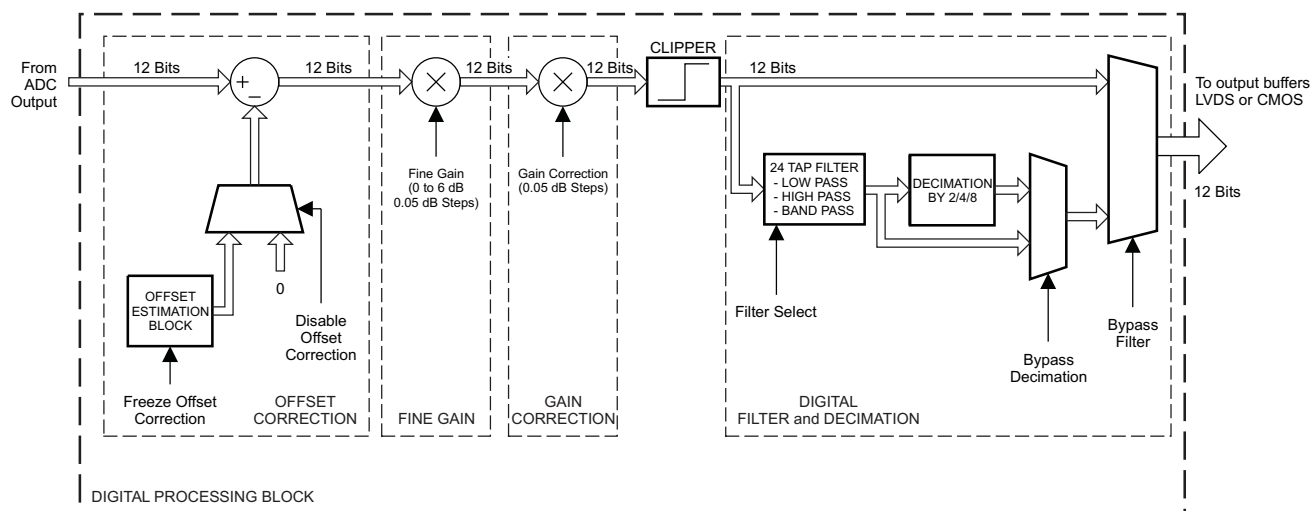 From
ADC
Output
12 Bits
+
−
12 Bits
12 Bits
12 Bits
CLIPPER
12 Bits
To output buffers
LVDS or CMOS
12 Bits
Fine Gain
(0 to 6 dB
0.05 dB Steps)
Gain Correction
(0.05 dB Steps)
24 TAP FILTER
- LOW PASS
- HIGH PASS
- BAND PASS
DECIMATION
BY 2/4/8
0
OFFSET
ESTIMATION
BLOCK
Disable
Offset
Correction
Filter Select
Bypass
Decimation
Bypass
Filter
Freeze Offset
Correction
OFFSET
CORRECTION
FINE GAIN
GAIN
CORRECTION
DIGITAL
FILTER and DECIMATION
DIGITAL PROCESSING BLOCK